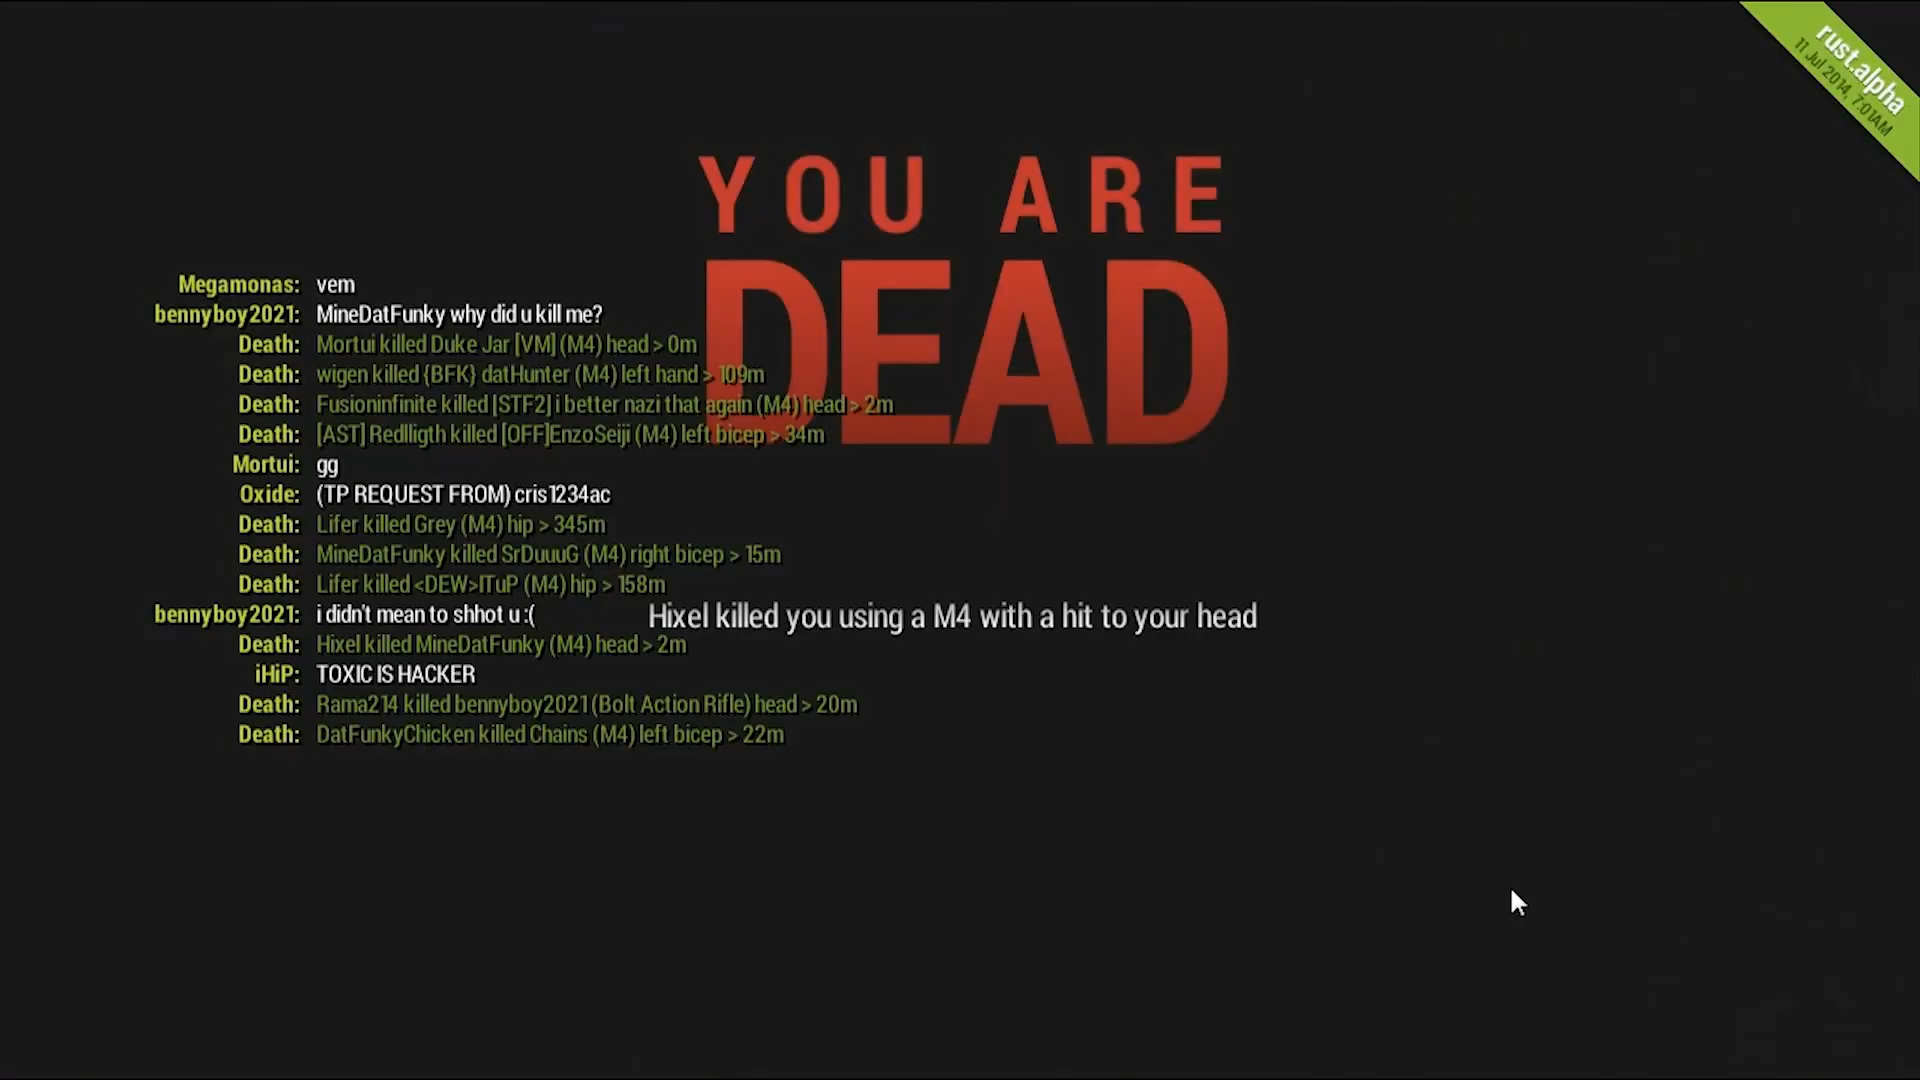 rust.alpha
11 Jul 2014, 7:01AM
YOU ARE
DEAD
Megamonas: vem
bennyboy2021: MineDatFunky why did u kill me?
Death: Mortui killed Duke Jar [VM] (M4) head > 0m
Death: wigen killed {BFK} datHunter (M4) left hand > 109m
Death: Fusioninfinite killed [STF2] i better nazi that again (M4) head > 2m
Death: [AST] Redlligth killed [OFF]EnzoSeiji (M4) left bicep > 34m
Mortui: gg
Oxide: (TP REQUEST FROM) cris1234ac
Death: Lifer killed Grey (M4) hip > 345m
Death: MineDatFunky killed SrDuuuG (M4) right bicep > 15m
Death: Lifer killed <DEW>ITuP (M4) hip > 158m
bennyboy2021: i didn't mean to shhot u :(
Hixel killed you using a M4 with a hit to your head
Death: Hixel killed MineDatFunky (M4) head > 2m
iHiP: TOXIC IS HACKER
Death: Rama214 killed bennyboy2021 (Bolt Action Rifle) head > 20m
Death: DatFunkyChicken killed Chains (M4) left bicep > 22m